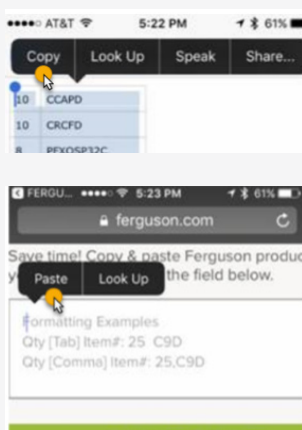 AT&T 5:22 PM 61%
Copy Look Up Speak Share...
10 CCAPD
10 CRCFD
8 PEXOSP32C
FERGU... 5:23 PM 61%
ferguson.com
Save time! Copy & paste Ferguson produc
y the field below.
Paste Look Up
Formatting Examples
Qty [Tab] Item#: 25 C9D
Qty [Comma] Item#: 25,C9D